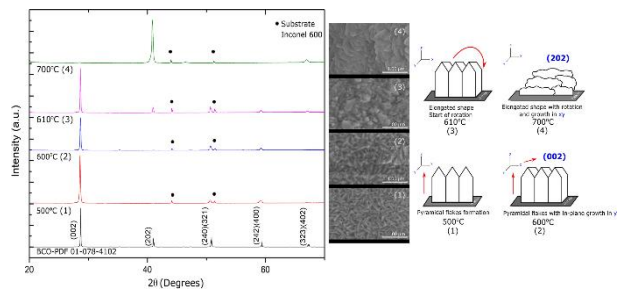 Substrate
Inconel 600
700°C (4)
610°C (3)
600°C (2)
500°C (1)
(002)
(202)
(240)(321)
(242)(400)
(323)(402)
BCO-PDF 01-078-4102
20
40
60
2θ (Degrees)
Intensity (a.u.)
(4)
(3)
(2)
(1)
Elongated shape
Start of rotation
610°C
(3)
(202)
Elongated shape with rotation
and growth in xy
700°C
(4)
Pyramidal flakes formation
500°C
(1)
(002)
Pyramidal flakes with in-plane growth in y
600°C
(2)